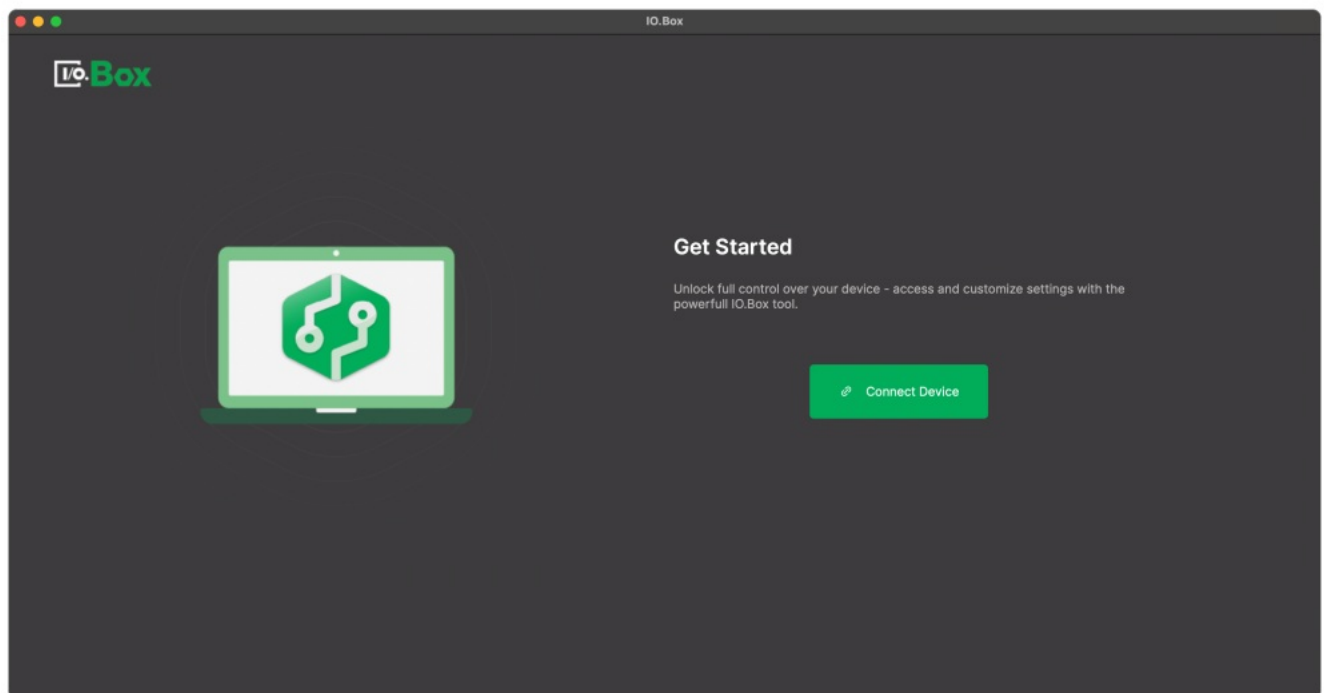 IO.Box
I/O.Box
Get Started
Unlock full control over your device - access and customize settings with the
powerfull IO.Box tool.
Connect Device